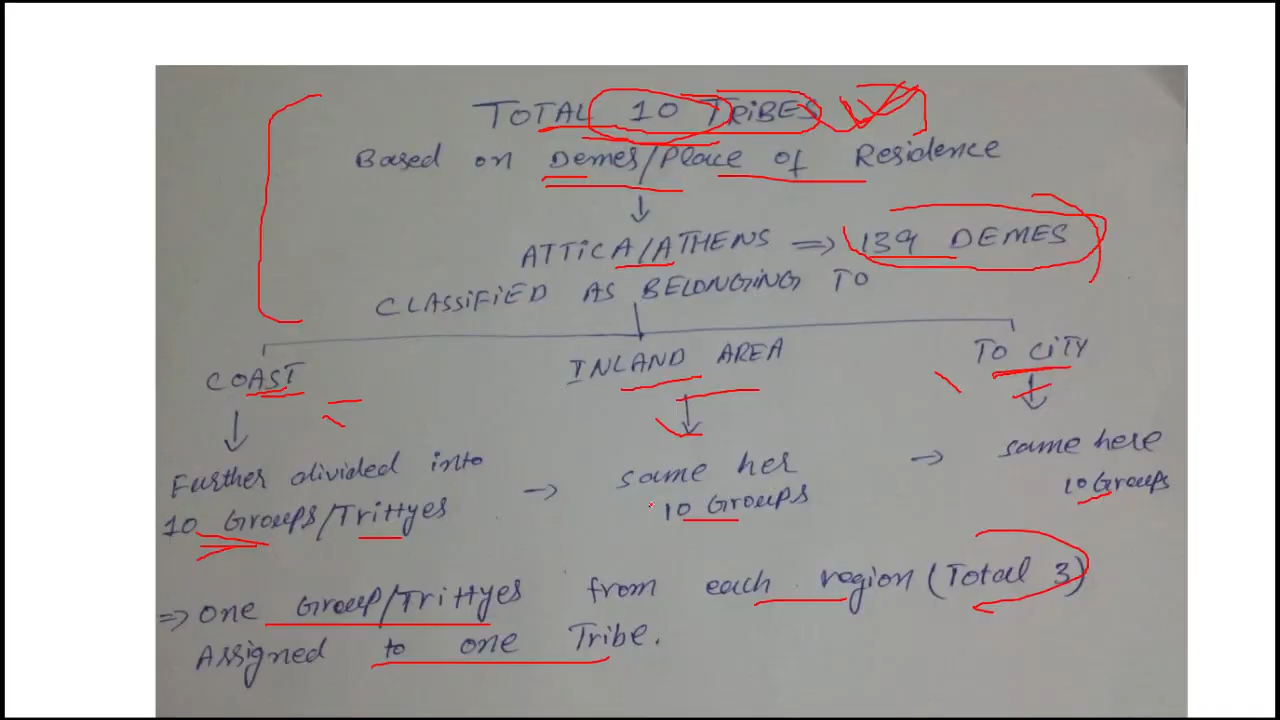 TOTAL 10 TRIBES
Based on Demes/Place of Residence
ATTICA/ATHENS => 139 DEMES
CLASSIFIED AS BELONGING TO
COAST
INLAND AREA
TO CITY
Further divided into
10 Groups/Trittyes
same her
10 Groups
same here
10 Groups
=> One Group/Trittyes from each region (Total 3)
Assigned to one Tribe.